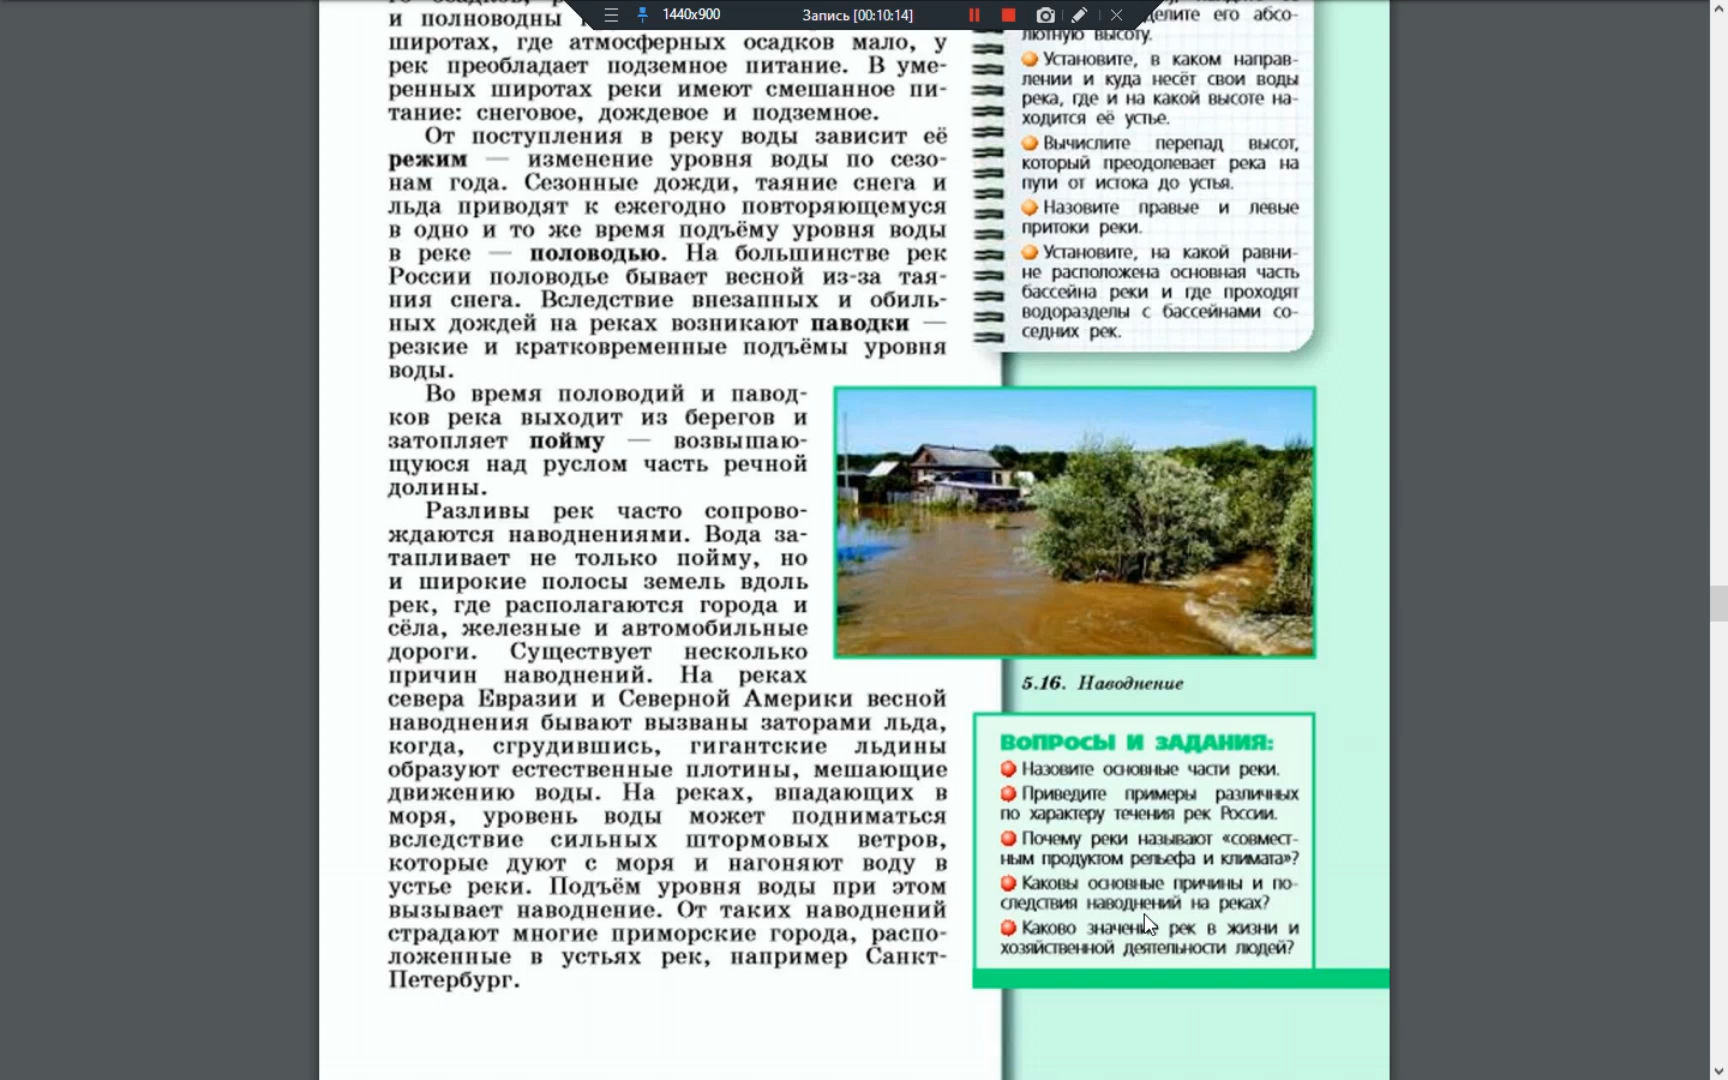 1440x900
Запись [00:10:14]
и полноводны
широтах, где атмосферных осадков мало, у
рек преобладает подземное питание. В уме-
ренных широтах реки имеют смешанное пи-
тание: снеговое, дождевое и подземное.
От поступления в реку воды зависит её
режим — изменение уровня воды по сезо-
нам года. Сезонные дожди, таяние снега и
льда приводят к ежегодно повторяющемуся
в одно и то же время подъёму уровня воды
в реке — половодью. На большинстве рек
России половодье бывает весной из-за тая-
ния снега. Вследствие внезапных и обиль-
ных дождей на реках возникают паводки —
резкие и кратковременные подъёмы уровня
воды.
Во время половодий и павод-
ков река выходит из берегов и
затопляет пойму — возвышаю-
щуюся над руслом часть речной
долины.
Разливы рек часто сопрово-
ждаются наводнениями. Вода за-
тапливает не только пойму, но
и широкие полосы земель вдоль
рек, где располагаются города и
сёла, железные и автомобильные
дороги. Существует несколько
причин наводнений. На реках
севера Евразии и Северной Америки весной
наводнения бывают вызваны заторами льда,
когда, сгрудившись, гигантские льдины
образуют естественные плотины, мешающие
движению воды. На реках, впадающих в
моря, уровень воды может подниматься
вследствие сильных штормовых ветров,
которые дуют с моря и нагоняют воду в
устье реки. Подъём уровня воды при этом
вызывает наводнение. От таких наводнений
страдают многие приморские города, распо-
ложенные в устьях рек, например Санкт-
Петербург.
делите его абсо-
лютную высоту.
Установите, в каком направ-
лении и куда несёт свои воды
река, где и на какой высоте на-
ходится её устье.
Вычислите перепад высот,
который преодолевает река на
пути от истока до устья.
Назовите правые и левые
притоки реки.
Установите, на какой равни-
не расположена основная часть
бассейна реки и где проходят
водоразделы с бассейнами со-
седних рек.
5.16. Наводнение
ВОПРОСЫ И ЗАДАНИЯ:
Назовите основные части реки.
Приведите примеры различных
по характеру течения рек России.
Почему реки называют «совмест-
ным продуктом рельефа и климата»?
Каковы основные причины и по-
следствия наводнений на реках?
Каково значение рек в жизни и
хозяйственной деятельности людей?